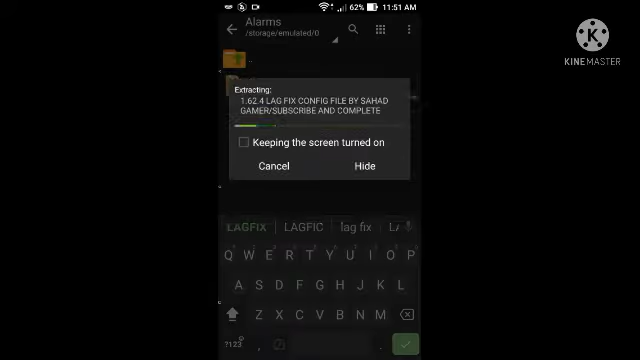 62% 11:51 AM
Alarms
/storage/emulated/0
K
KINEMASTER
..
Extracting:
1.62.4 LAG FIX CONFIG FILE BY SAHAD
GAMER/SUBSCRIBE AND COMPLETE
Keeping the screen turned on
Cancel Hide
LAGFIX LAGFIC lag fix LA
Q W E R T Y U I O P
A S D F G H J K L
Z X C V B N M
?123 , .